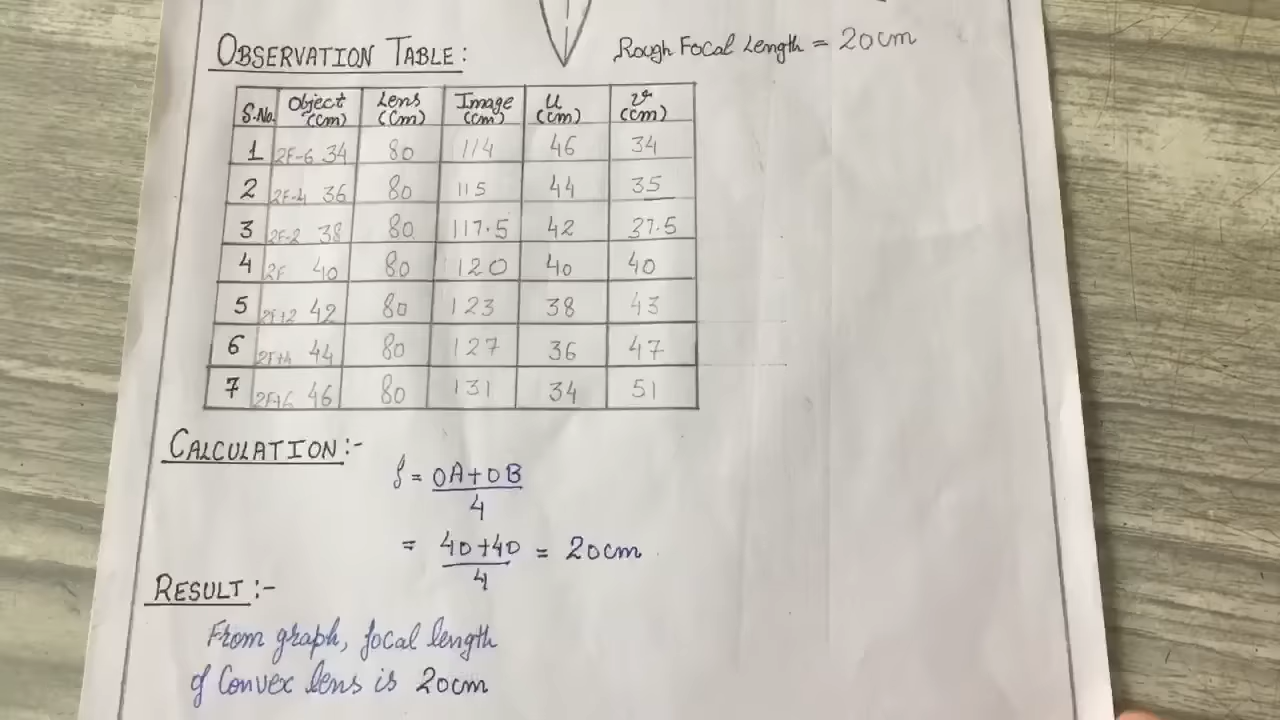 OBSERVATION TABLE:
Rough Focal Length = 20cm
S.No. Object (cm) Lens (cm) Image (cm) u (cm) v (cm)
1 2F-6 34 80 114 46 34
2 2F-4 36 80 115 44 35
3 2F-2 38 80 117.5 42 37.5
4 2F 40 80 120 40 40
5 2F+2 42 80 123 38 43
6 2F+4 44 80 127 36 47
7 2F+6 46 80 131 34 51
CALCULATION:-
f = OA+OB
4
= 40+40 = 20cm
4
RESULT:-
From graph, focal length
of Convex lens is 20cm